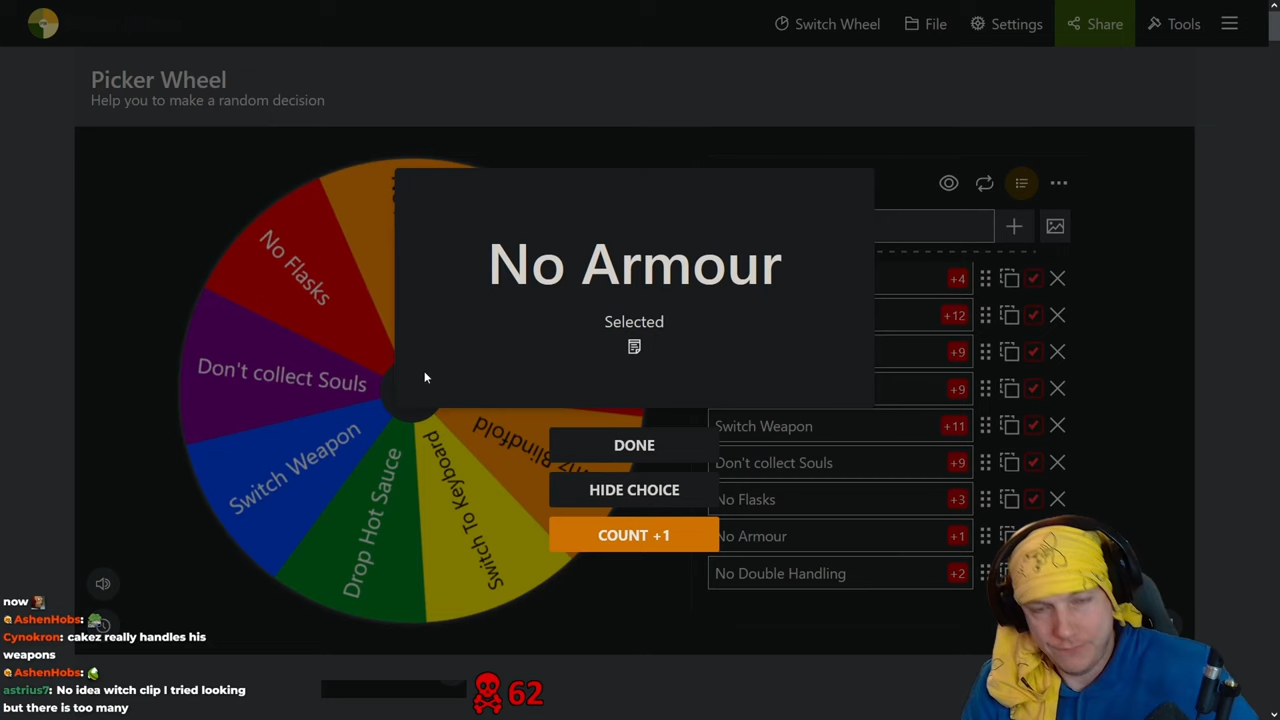 Switch Wheel
File
Settings
Share
Tools
Picker Wheel
Help you to make a random decision
No Flasks
Don't collect Souls
Switch Weapon
Drop Hot Sauce
Switch To Keyboard
Blindfold
No Armour
Selected
DONE
HIDE CHOICE
COUNT +1
+4
+12
+9
+9
Switch Weapon +11
Don't collect Souls +9
No Flasks +3
No Armour +1
No Double Handling +2
now
AshenHobs:
Cynokron: cakez really handles his
weapons
AshenHobs:
astrius7: No idea witch clip I tried looking
but there is too many
62